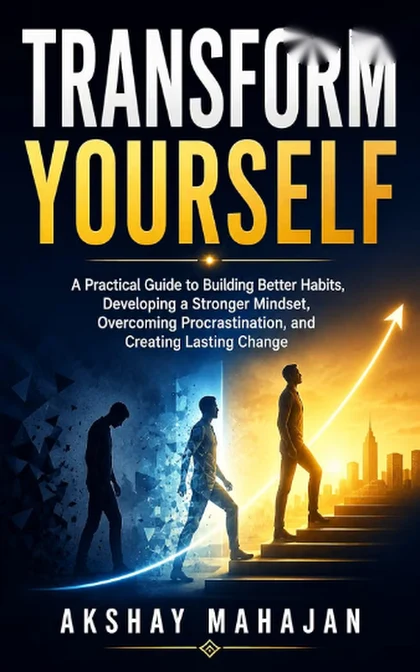 TRANSFORM
YOURSELF
A Practical Guide to Building Better Habits,
Developing a Stronger Mindset,
Overcoming Procrastination, and
Creating Lasting Change
AKSHAY MAHAJAN